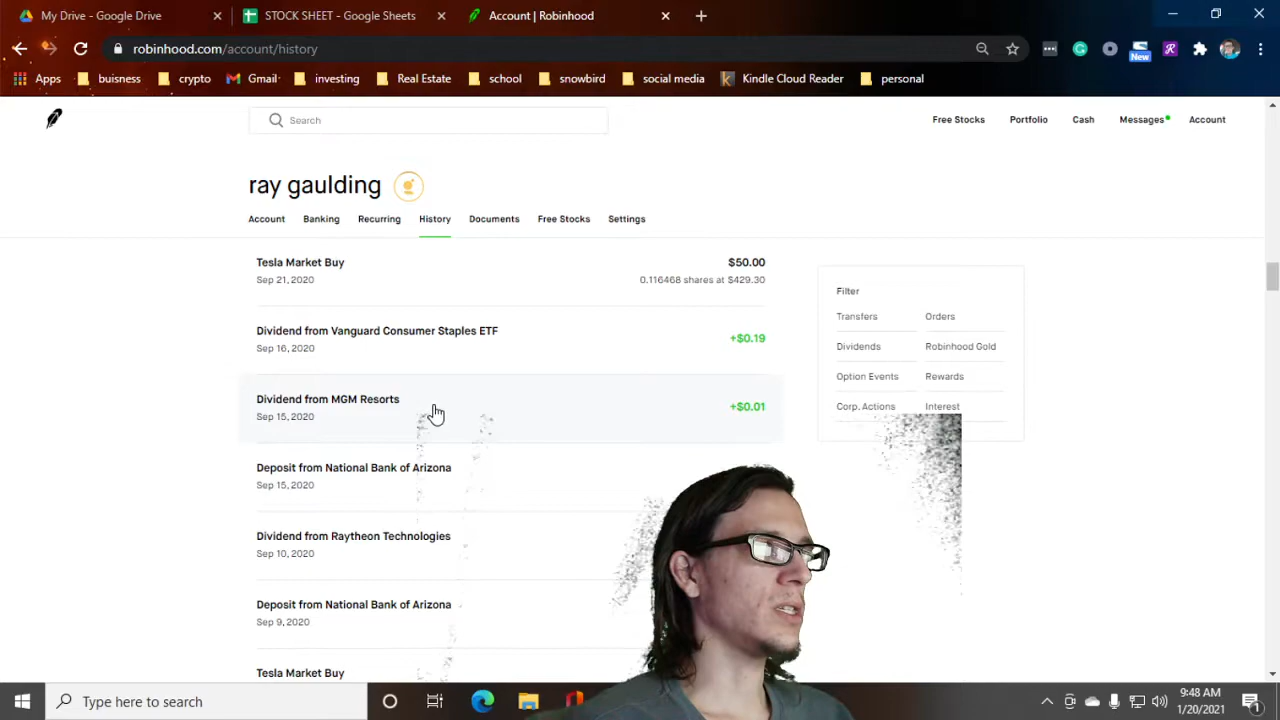 My Drive - Google Drive
STOCK SHEET - Google Sheets
Account | Robinhood
robinhood.com/account/history
New
Apps
buisness
crypto
Gmail
investing
Real Estate
school
snowbird
social media
Kindle Cloud Reader
personal
Search
Free Stocks
Portfolio
Cash
Messages
Account
ray gaulding
Account
Banking
Recurring
History
Documents
Free Stocks
Settings
Tesla Market Buy
$50.00
Sep 21, 2020
0.116468 shares at $429.30
Dividend from Vanguard Consumer Staples ETF
+$0.19
Sep 16, 2020
Dividend from MGM Resorts
+$0.01
Sep 15, 2020
Deposit from National Bank of Arizona
Sep 15, 2020
Dividend from Raytheon Technologies
Sep 10, 2020
Deposit from National Bank of Arizona
Sep 9, 2020
Tesla Market Buy
Filter
Transfers
Orders
Dividends
Robinhood Gold
Option Events
Rewards
Corp. Actions
Interest
Type here to search
9:48 AM
1/20/2021
1